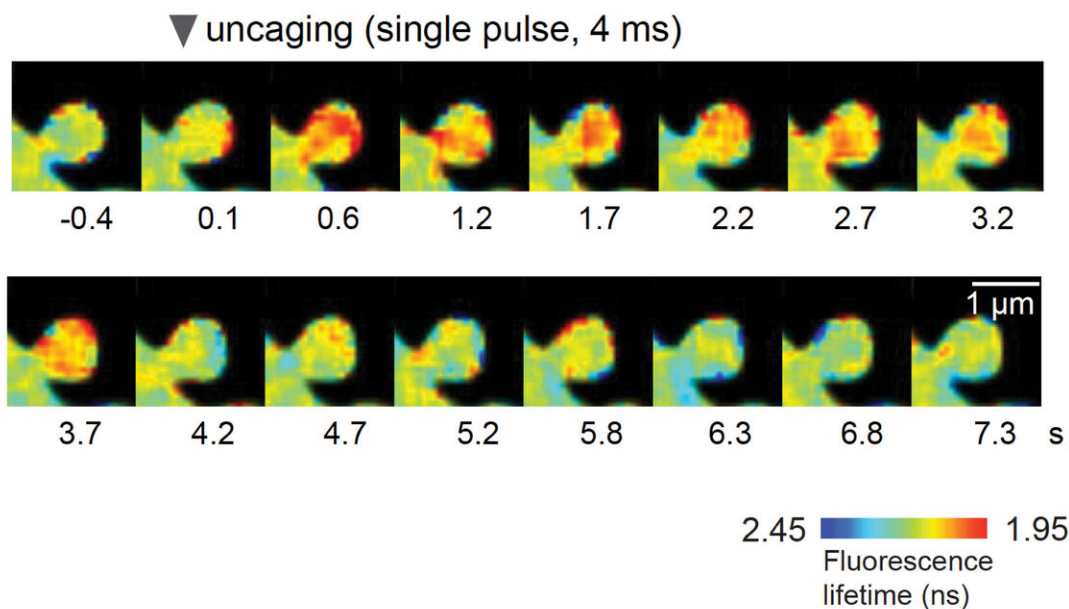 uncaging (single pulse, 4 ms)
-0.4 0.1 0.6 1.2 1.7 2.2 2.7 3.2
1 µm
3.7 4.2 4.7 5.2 5.8 6.3 6.8 7.3 s
2.45 1.95
Fluorescence
lifetime (ns)